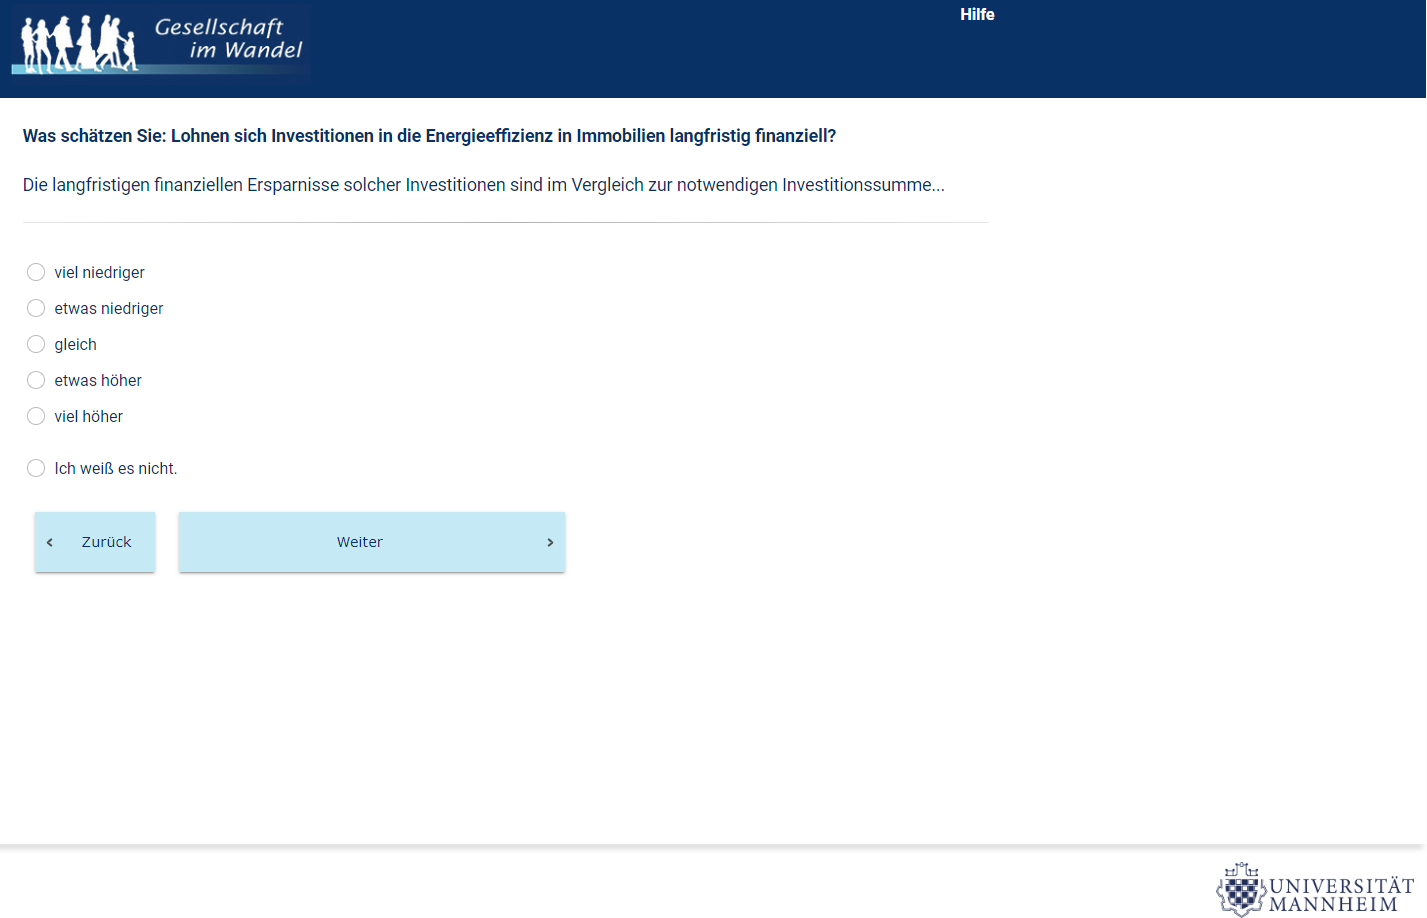 Gesellschaft
im Wandel
Hilfe
Was schätzen Sie: Lohnen sich Investitionen in die Energieeffizienz in Immobilien langfristig finanziell?
Die langfristigen finanziellen Ersparnisse solcher Investitionen sind im Vergleich zur notwendigen Investitionssumme...
viel niedriger
etwas niedriger
gleich
etwas höher
viel höher
Ich weiß es nicht.
Zurück
Weiter
UNIVERSITÄT
MANNHEIM